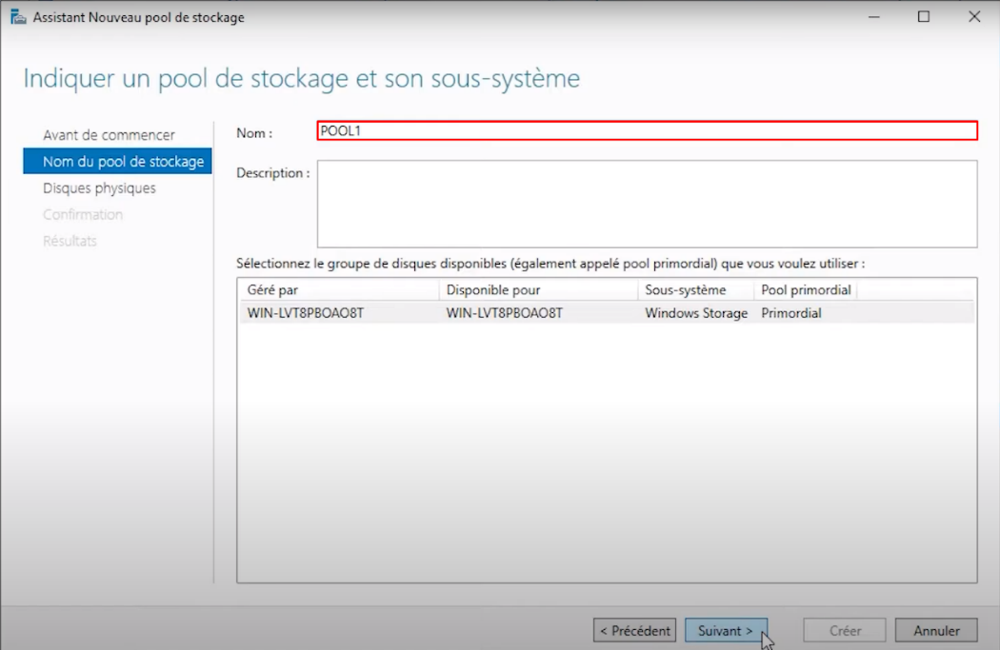 Assistant Nouveau pool de stockage
Indiquer un pool de stockage et son sous-système
Avant de commencer
Nom du pool de stockage
Disques physiques
Confirmation
Résultats
Nom :
POOL1
Description :
Sélectionnez le groupe de disques disponibles (également appelé pool primordial) que vous voulez utiliser :
Géré par Disponible pour Sous-système Pool primordial
WIN-LVT8PBOAO8T WIN-LVT8PBOAO8T Windows Storage Primordial
< Précédent Suivant > Créer Annuler